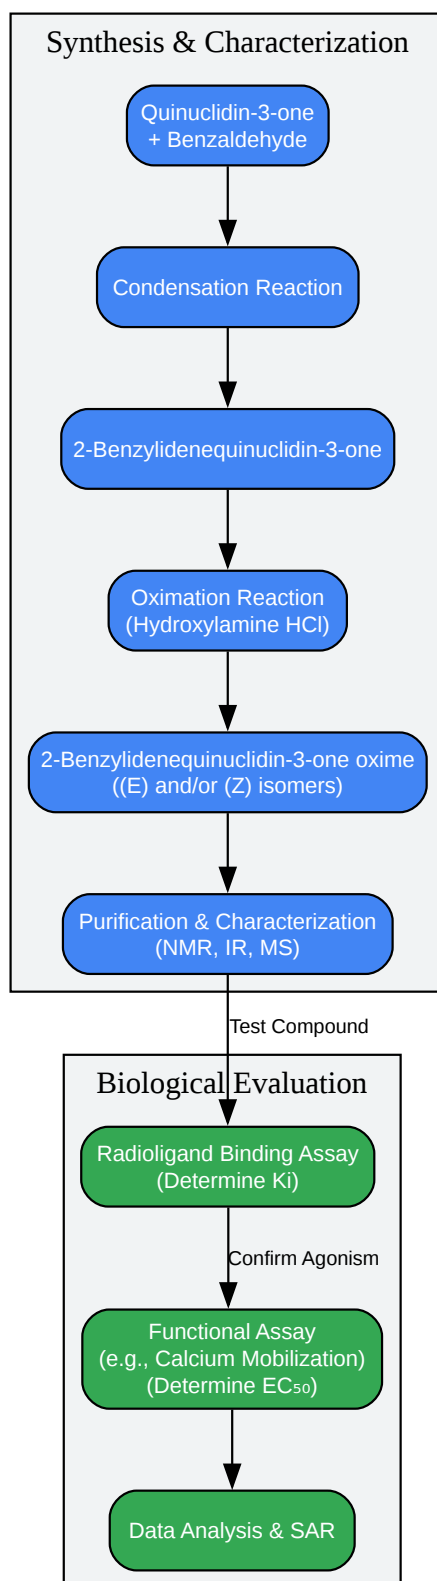 Synthesis & Characterization
Quinuclidin-3-one
+ Benzaldehyde
Condensation Reaction
2-Benzylidenequinuclidin-3-one
Oximation Reaction
(Hydroxylamine HCl)
2-Benzylidenequinuclidin-3-one oxime
((E) and/or (Z) isomers)
Purification & Characterization
(NMR, IR, MS)
Test Compound
Biological Evaluation
Radioligand Binding Assay
(Determine Ki)
Confirm Agonism
Functional Assay
(e.g., Calcium Mobilization)
(Determine EC₅₀)
Data Analysis & SAR